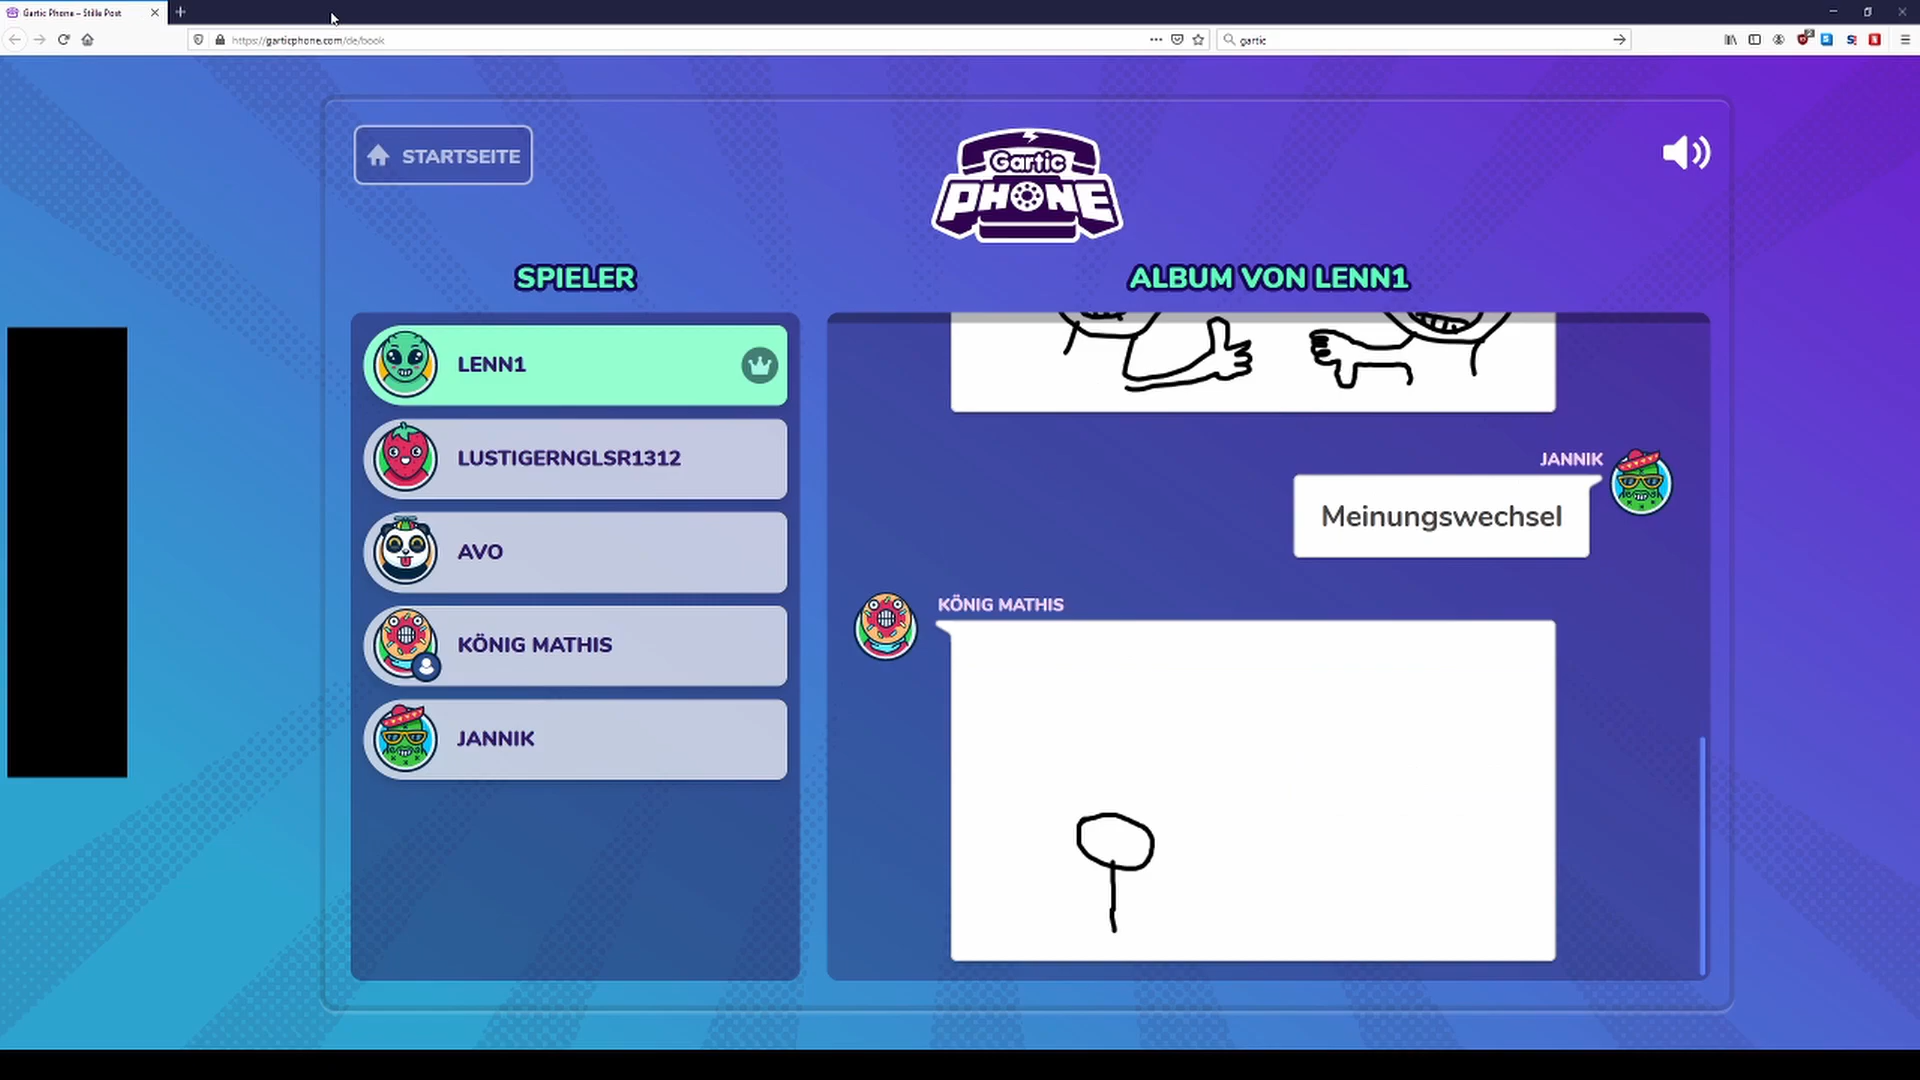 Gartic Phone – Stille Post
https://garticphone.com/de/book
gartic
STARTSEITE
Gartic
PHONE
SPIELER
ALBUM VON LENN1
LENN1
LUSTIGERNGLSR1312
AVO
KÖNIG MATHIS
JANNIK
JANNIK
Meinungswechsel
KÖNIG MATHIS